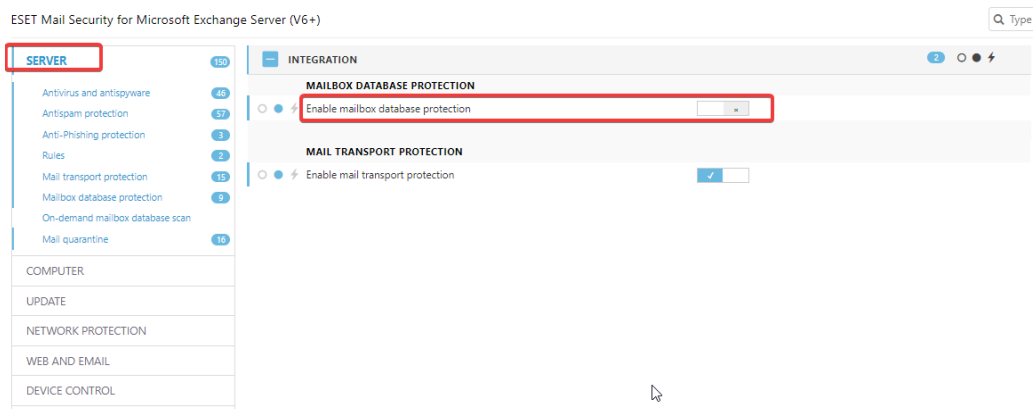 ESET Mail Security for Microsoft Exchange Server (V6+)
Type
SERVER 150
Antivirus and antispyware 46
Antispam protection 57
Anti-Phishing protection 3
Rules 2
Mail transport protection 15
Mailbox database protection 9
On-demand mailbox database scan
Mail quarantine 16
COMPUTER
UPDATE
NETWORK PROTECTION
WEB AND EMAIL
DEVICE CONTROL
INTEGRATION 2
MAILBOX DATABASE PROTECTION
Enable mailbox database protection
MAIL TRANSPORT PROTECTION
Enable mail transport protection